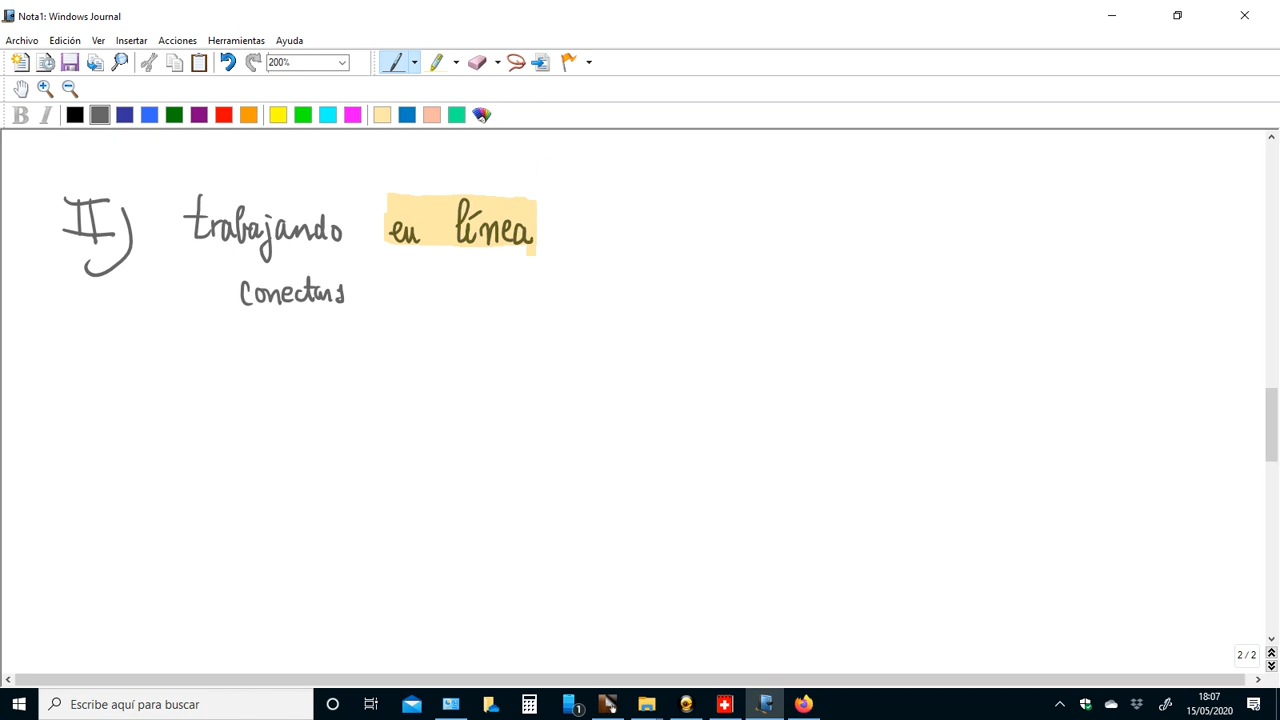 Nota1: Windows Journal
Archivo Edición Ver Insertar Acciones Herramientas Ayuda
200%
B I
II) trabajando en línea
2 / 2
Escribe aquí para buscar
1
18:07
15/05/2020